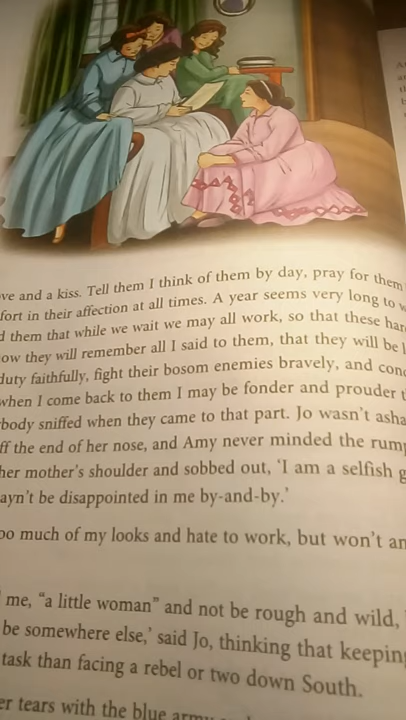 ve and a kiss. Tell them I think of them by day, pray for them
fort in their affection at all times. A year seems very long to w
d them that while we wait we may all work, so that these har
ow they will remember all I said to them, that they will be l
duty faithfully, fight their bosom enemies bravely, and con
when I come back to them I may be fonder and prouder t
body sniffed when they came to that part. Jo wasn't asha
ff the end of her nose, and Amy never minded the rump
her mother's shoulder and sobbed out, 'I am a selfish g
ayn't be disappointed in me by-and-by.'
oo much of my looks and hate to work, but won't an
me, "a little woman" and not be rough and wild,
be somewhere else,' said Jo, thinking that keeping
task than facing a rebel or two down South.
er tears with the blue army